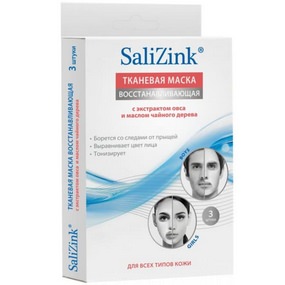 SaliZink®
ТКАНЕВАЯ МАСКА
ВОССТАНАВЛИВАЮЩАЯ
с экстрактом овса
и маслом чайного дерева
• Борется со следами от прыщей
• Выравнивает цвет лица
• Тонизирует
BOYS
3
GIRLS
ДЛЯ ВСЕХ ТИПОВ КОЖИ
3 штуки
ТКАНЕВАЯ МАСКА ВОССТАНАВЛИВАЮЩАЯ
с экстрактом овса и маслом чайного дерева
SaliZink®